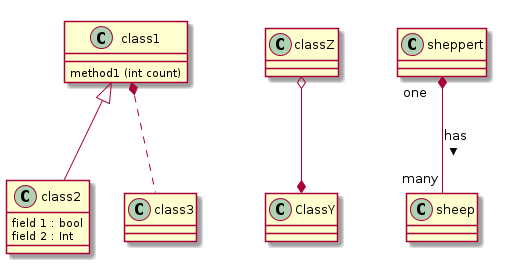 C class1
method1 (int count)
C classZ
C sheppert
one
has
many
C class2
field 1 : bool
field 2 : Int
C class3
C ClassY
C sheep